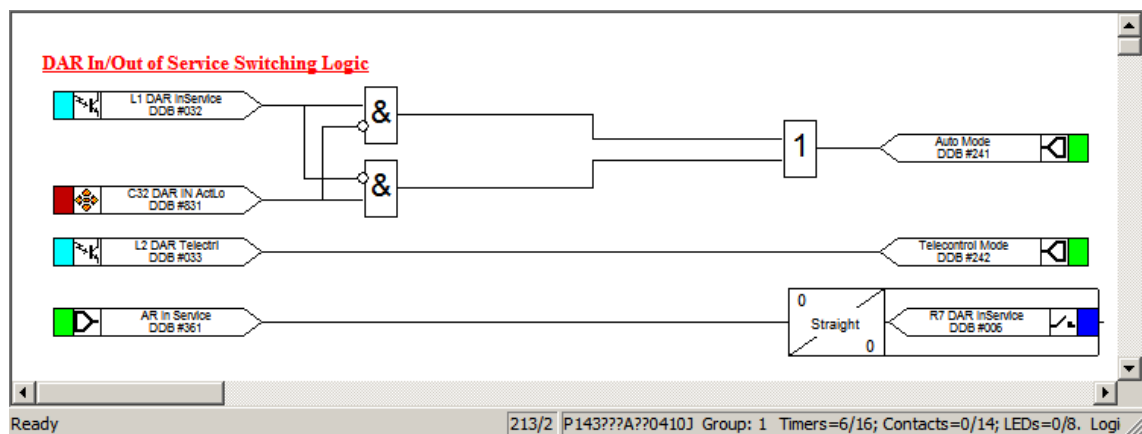 DAR In/Out of Service Switching Logic
L1 DAR InService
DDB #032
&
1
Auto Mode
DDB #241
&
C32 DAR IN ActLo
DDB #831
L2 DAR Telectrl
DDB #033
Telecontrol Mode
DDB #242
AR In Service
DDB #361
0
Straight
0
R7 DAR InService
DDB #006
Ready
213/2
P143???A??0410J Group: 1 Timers=6/16; Contacts=0/14; LEDs=0/8. Logi